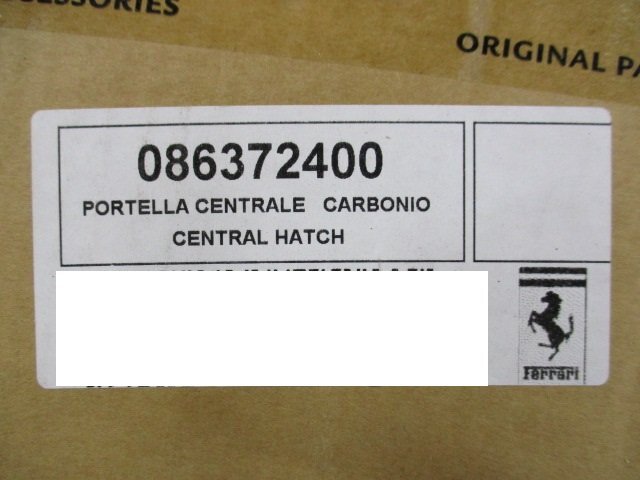 ORIGINAL
086372400
PORTELLA CENTRALE CARBONIO
CENTRAL HATCH
Ferrari